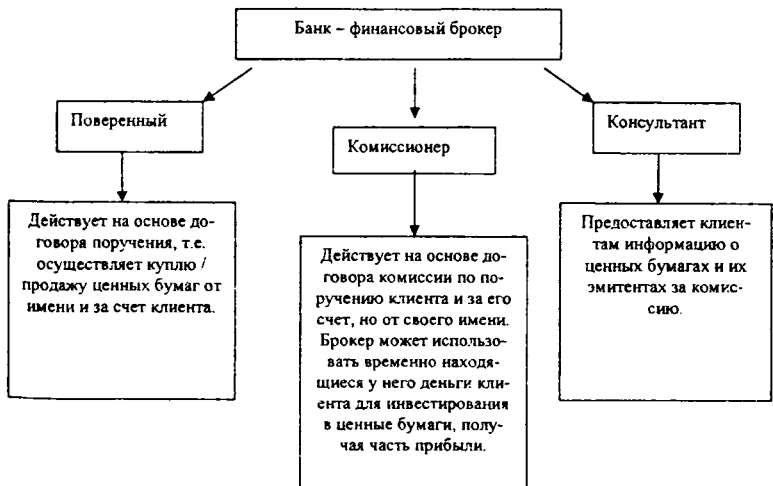 Банк – финансовый брокер
Поверенный
Комиссионер
Консультант
Действует на основе до-
говора поручения, т.е.
осуществляет куплю /
продажу ценных бумаг от
имени и за счет клиента.
Действует на основе до-
говора комиссии по по-
ручению клиента и за его
счет, но от своего имени.
Брокер может использо-
вать временно находя-
щиеся у него деньги кли-
ента для инвестирования
в ценные бумаги, полу-
чая часть прибыли.
Предоставляет клиен-
там информацию о
ценных бумагах и их
эмитентах за комис-
сию.